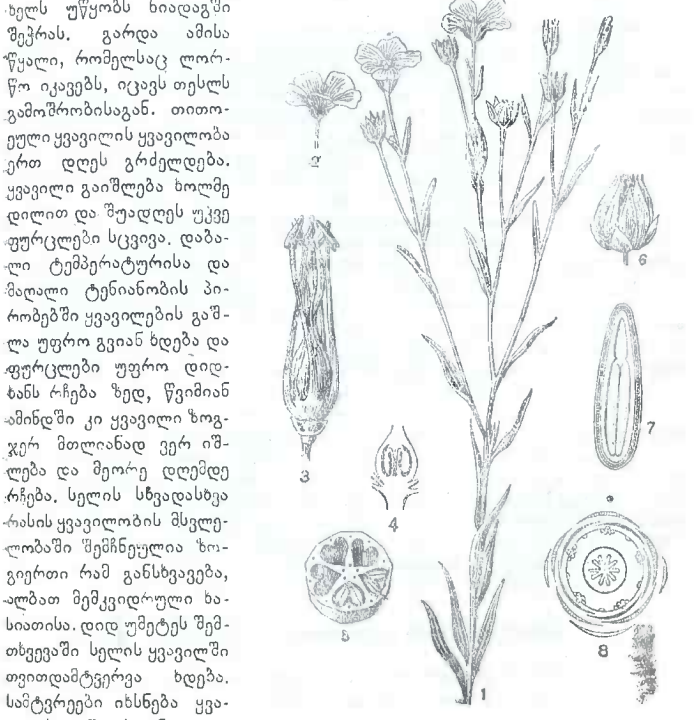 ხელს უწყობს ნიადაგში
შეჭრას. გარდა ამისა
წყალი, რომელსაც ლორ-
წო იკავებს, იცავს თესლს
გამოშრობისაგან. თითო-
ეული ყვავილის ყვავილობა
ერთ დღეს გრძელდება.
ყვავილი გაიშლება ხოლმე
დილით და შუადღეს უკვე
ფურცლები სცვივა. დაბა-
ლი ტემპერატურისა და
მაღალი ტენიანობის პი-
რობებში ყვავილების გაშ-
ლა უფრო გვიან ხდება და
ფურცლები უფრო დიდ-
ხანს რჩება ზედ, წვიმიან
ამინდში კი ყვავილი ზოგ-
ჯერ მთლიანად ვერ იშ-
ლება და მეორე დღემდე
რჩება. სელის სხვადასხვა
რასის ყვავილობის მსვლე-
ლობაში შემჩნეულია ზო-
გიერთი რამ განსხვავება,
ალბათ მემკვიდრული ხა-
სიათისა. დიდ უმეტეს შემ-
თხვევაში სელის ყვავილში
თვითდამტვერვა ხდება.
სამტვრეები იხსნება ყვა-
2
6
3
7
4
5
8
1